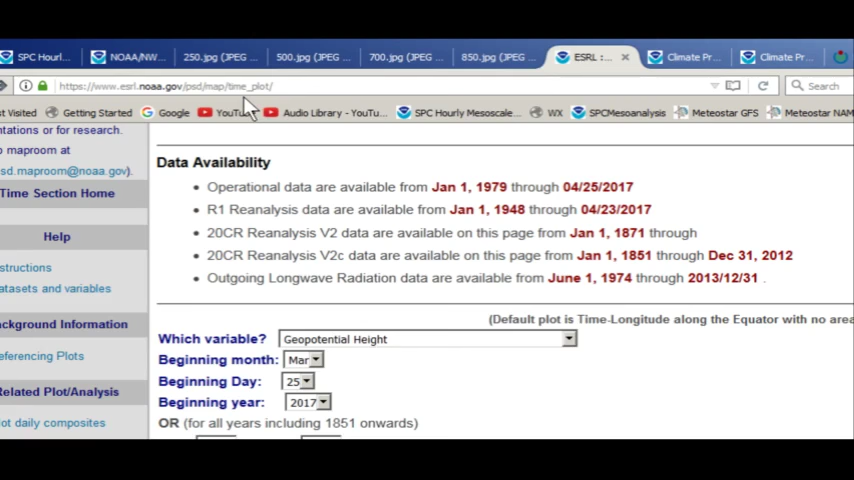 SPC Hourl...
NOAA/NW...
250.jpg (JPEG ...
500.jpg (JPEG ...
700.jpg (JPEG ...
850.jpg (JPEG ...
ESRL : ...
Climate Pr...
Climate Pr...
https://www.esrl.noaa.gov/psd/map/time_plot/
Search
st Visited
Getting Started
Google
YouTu
Audio Library - YouTu...
SPC Hourly Mesoscale...
WX
SPCMesoanalysis
Meteostar GFS
Meteostar NAM
ntations or for research.
o maproom at
sd.maproom@noaa.gov).
Time Section Home
Help
structions
atasets and variables
ackground Information
eferencing Plots
Related Plot/Analysis
lot daily composites
Data Availability
Operational data are available from Jan 1, 1979 through 04/25/2017
R1 Reanalysis data are available from Jan 1, 1948 through 04/23/2017
20CR Reanalysis V2 data are available on this page from Jan 1, 1871 through
20CR Reanalysis V2c data are available on this page from Jan 1, 1851 through Dec 31, 2012
Outgoing Longwave Radiation data are available from June 1, 1974 through 2013/12/31 .
(Default plot is Time-Longitude along the Equator with no area
Which variable? Geopotential Height
Beginning month: Mar
Beginning Day: 25
Beginning year: 2017
OR (for all years including 1851 onwards)